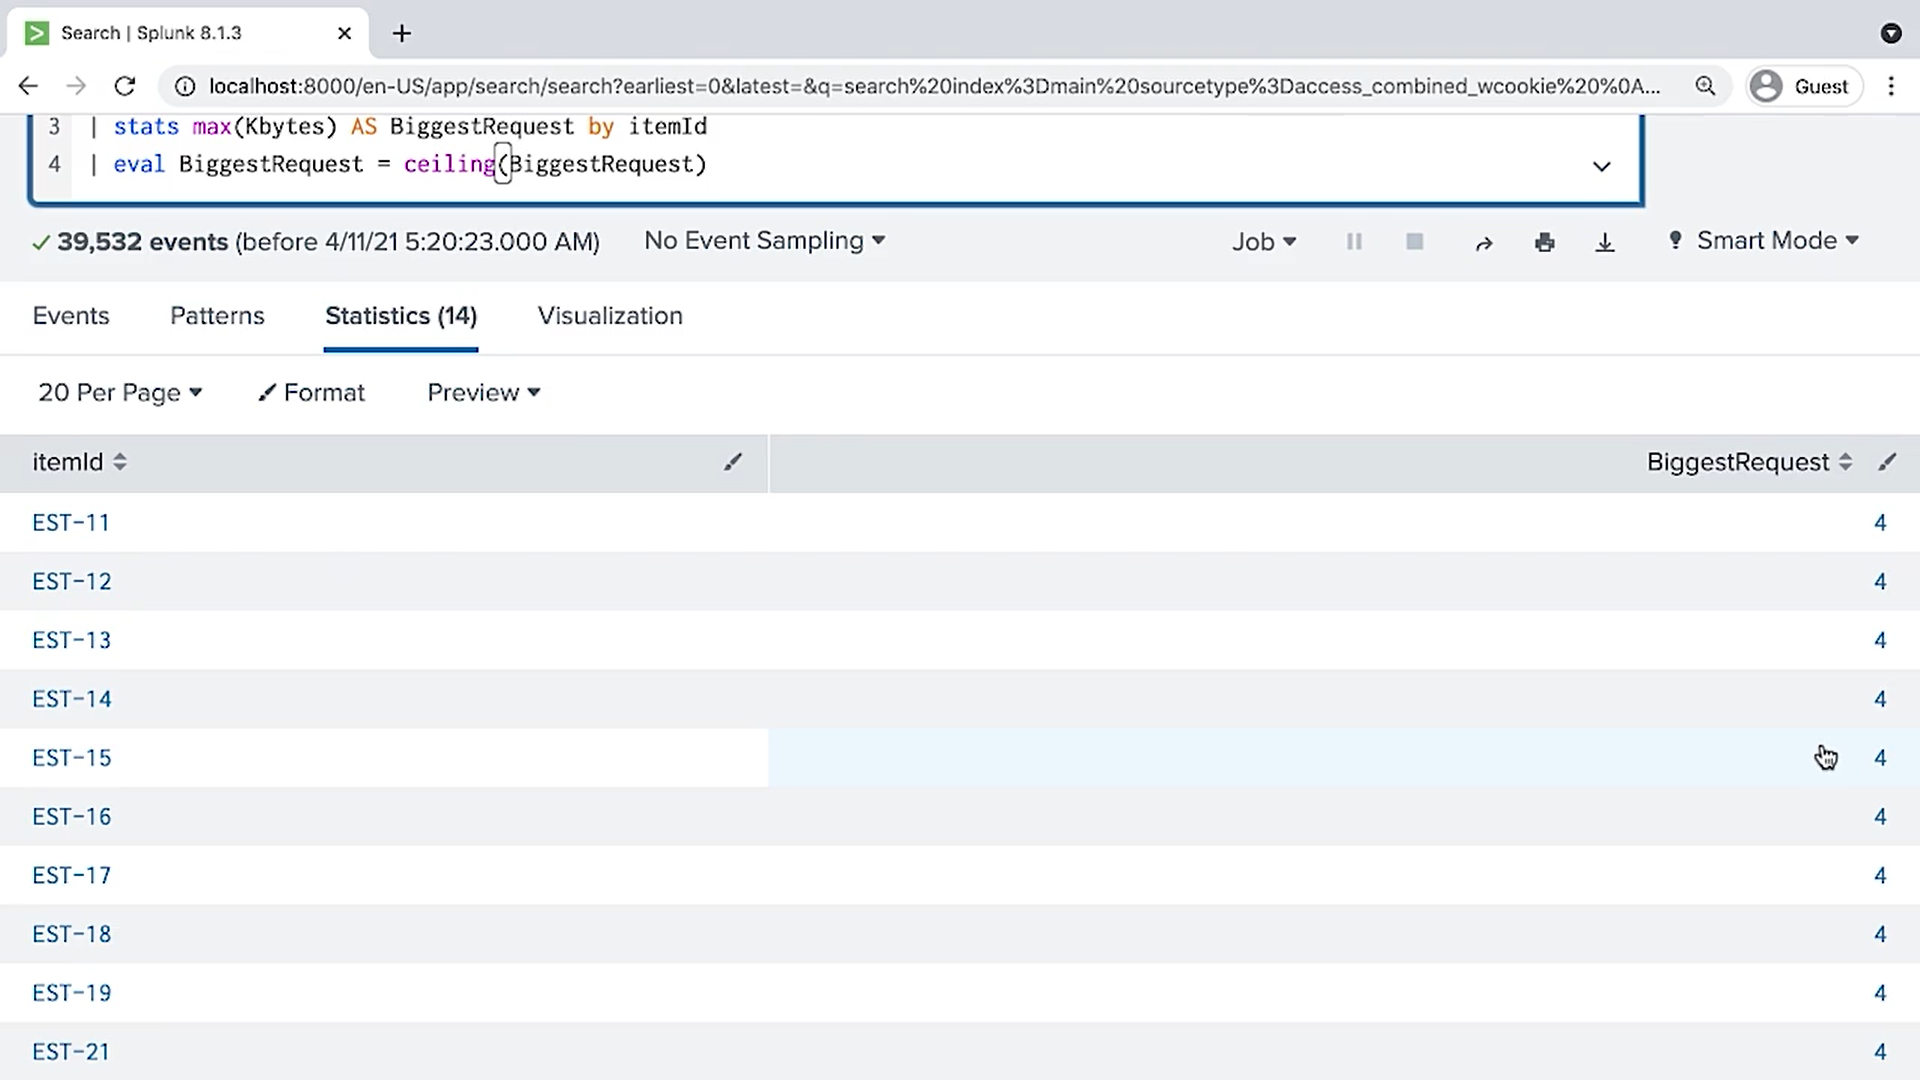 Search | Splunk 8.1.3
localhost:8000/en-US/app/search/search?earliest=0&latest=&q=search%20index%3Dmain%20sourcetype%3Daccess_combined_wcookie%20%0A...
Guest
3 | stats max(Kbytes) AS BiggestRequest by itemId
4 | eval BiggestRequest = ceiling(BiggestRequest)
39,532 events (before 4/11/21 5:20:23.000 AM)
No Event Sampling
Job
Smart Mode
Events
Patterns
Statistics (14)
Visualization
20 Per Page
Format
Preview
itemId
BiggestRequest
EST-11 4
EST-12 4
EST-13 4
EST-14 4
EST-15 4
EST-16 4
EST-17 4
EST-18 4
EST-19 4
EST-21 4